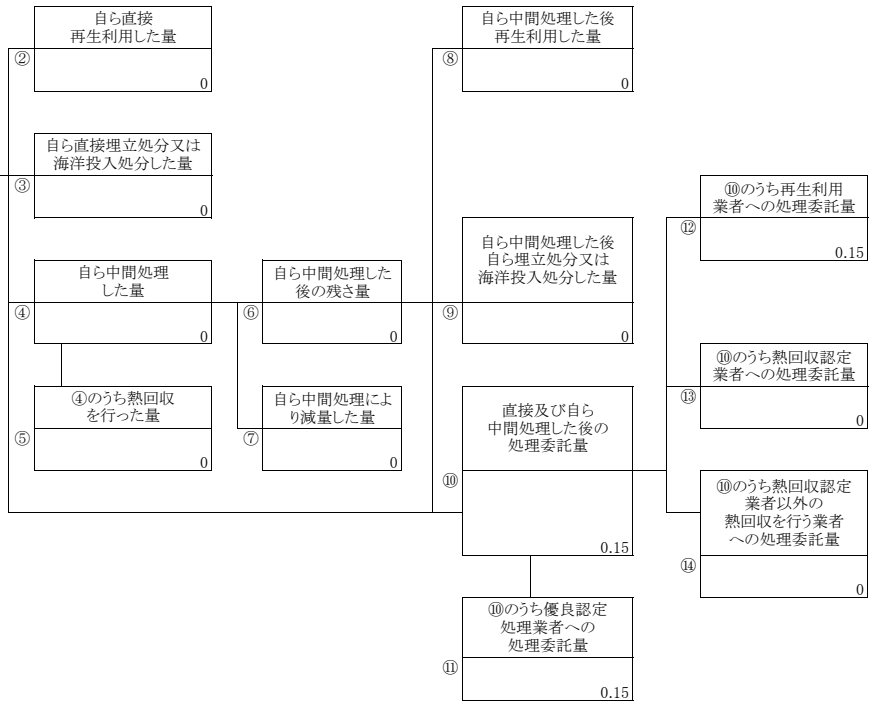 自ら直接
再生利用した量
②
0
自ら中間処理した後
再生利用した量
⑧
0
自ら直接埋立処分又は
海洋投入処分した量
③
0
⑩のうち再生利用
業者への処理委託量
⑫
0.15
自ら中間処理
した量
④
0
自ら中間処理した
後の残さ量
⑥
0
自ら中間処理した後
自ら埋立処分又は
海洋投入処分した量
⑨
0
⑩のうち熱回収認定
業者への処理委託量
⑬
0
④のうち熱回収
を行った量
⑤
0
自ら中間処理によ
り減量した量
⑦
0
直接及び自ら
中間処理した後の
処理委託量
⑩
0.15
⑩のうち熱回収認定
業者以外の
熱回収を行う業者
への処理委託量
⑭
0
⑩のうち優良認定
処理業者への
処理委託量
⑪
0.15